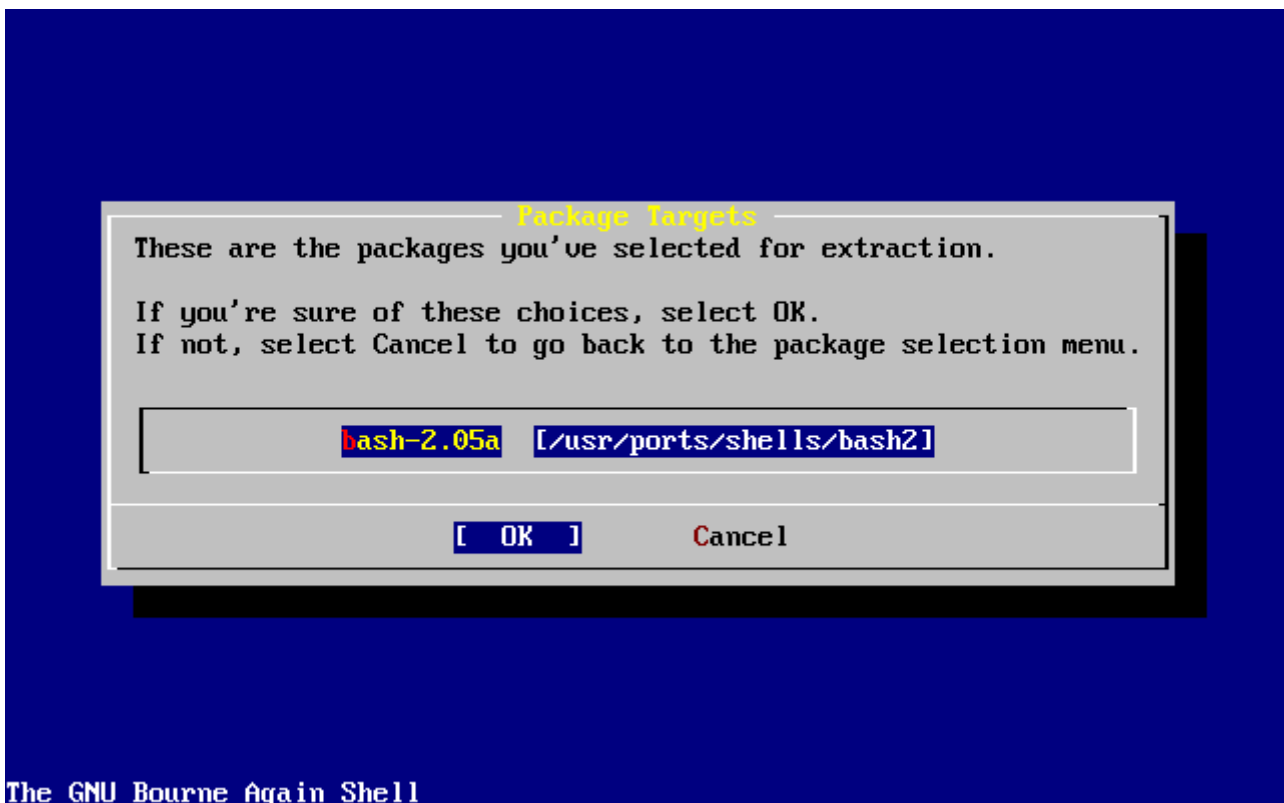 Package Targets
These are the packages you've selected for extraction.
If you're sure of these choices, select OK.
If not, select Cancel to go back to the package selection menu.
bash-2.05a [/usr/ports/shells/bash2]
[ OK ] Cancel
The GNU Bourne Again Shell